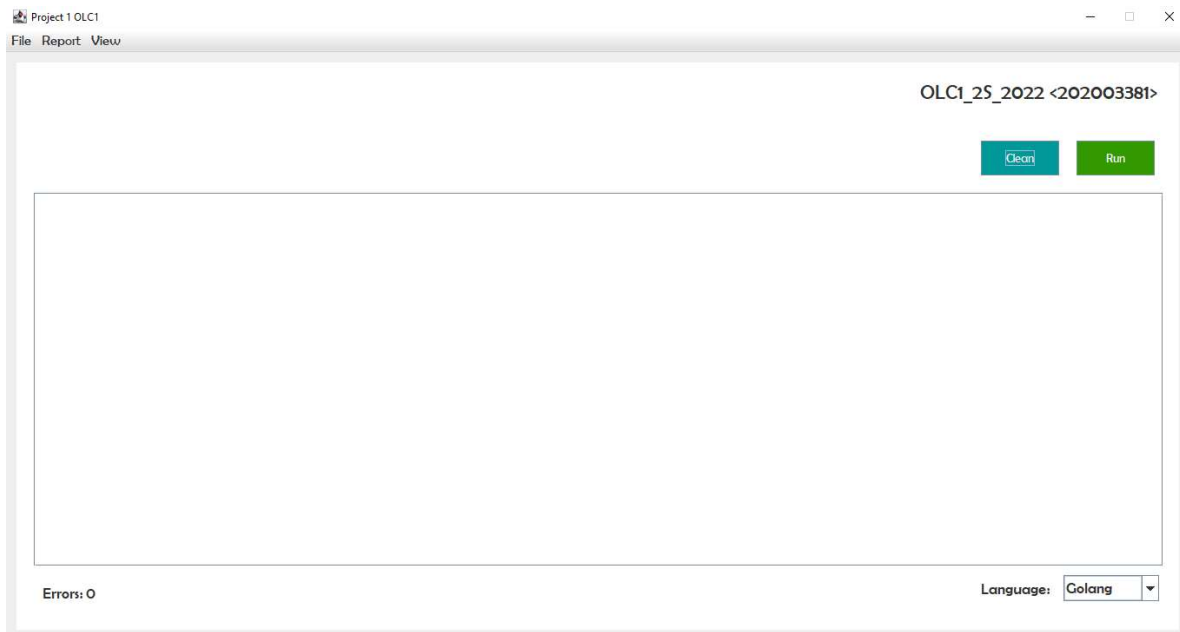 Project 1 OLC1
File Report View
OLC1_2S_2022 <202003381>
Clean Run
Errors: 0 Language: Golang